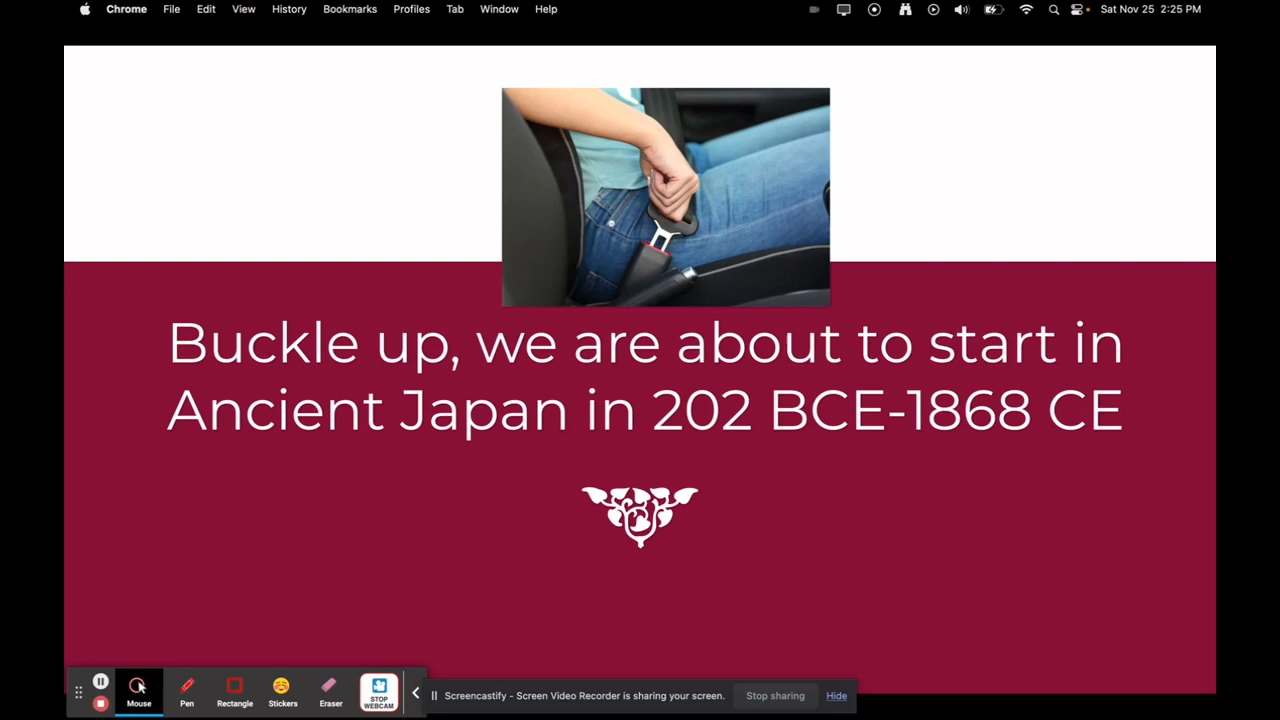 Chrome File Edit View History Bookmarks Profiles Tab Window Help Sat Nov 25 2:25 PM
Buckle up, we are about to start in
Ancient Japan in 202 BCE-1868 CE
Mouse Pen Rectangle Stickers Eraser STOP WEBCAM
Screencastify - Screen Video Recorder is sharing your screen. Stop sharing Hide